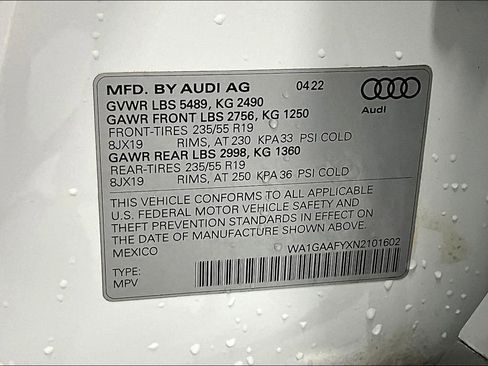 MFD. BY AUDI AG 04.22
GVWR LBS 5489, KG 2490
GAWR FRONT LBS 2756, KG 1250
FRONT-TIRES 235/55 R19
8JX19 RIMS, AT 230 KPA 33 PSI COLD
GAWR REAR LBS 2998, KG 1360
REAR-TIRES 235/55 R19
8JX19 RIMS, AT 250 KPA 36 PSI COLD
Audi
THIS VEHICLE CONFORMS TO ALL APPLICABLE
U.S. FEDERAL MOTOR VEHICLE SAFETY AND
THEFT PREVENTION STANDARDS IN EFFECT ON
THE DATE OF MANUFACTURE SHOWN ABOVE.
MEXICO WA1GAAFYXN2101602
TYPE:
MPV